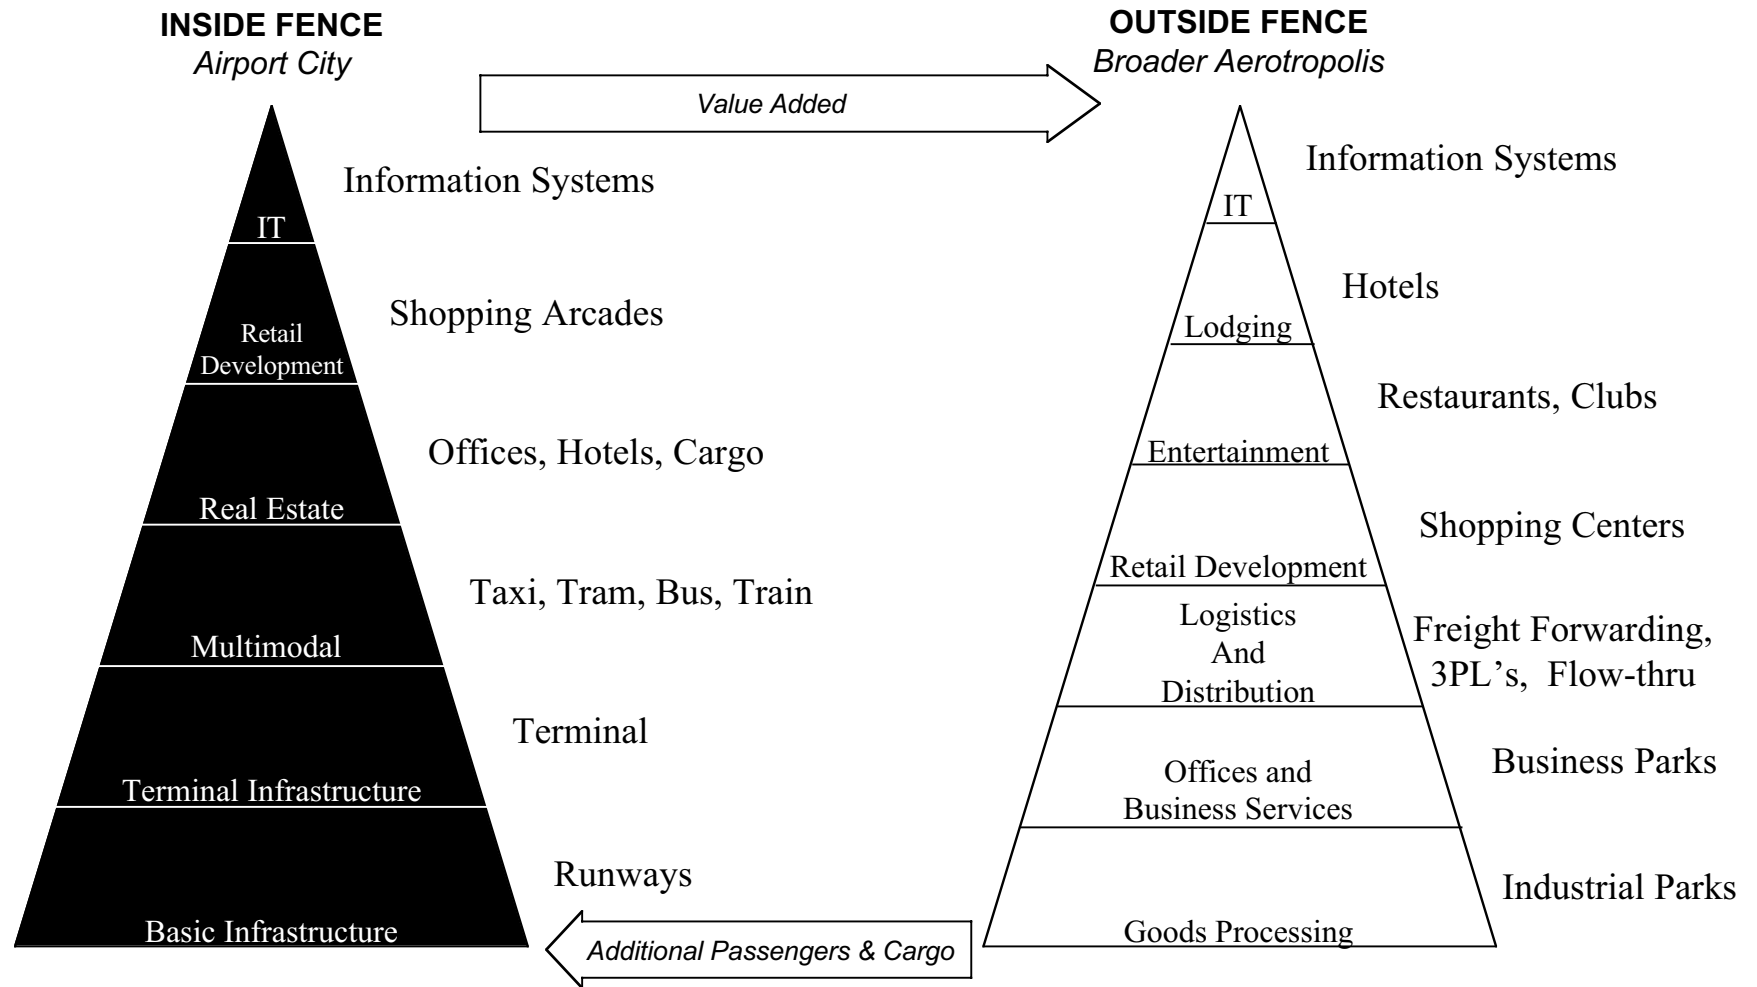 INSIDE FENCE
Airport City
OUTSIDE FENCE
Broader Aerotropolis
Value Added
IT
Information Systems
Retail
Development
Shopping Arcades
Real Estate
Offices, Hotels, Cargo
Multimodal
Taxi, Tram, Bus, Train
Terminal Infrastructure
Terminal
Basic Infrastructure
Runways
IT
Information Systems
Lodging
Hotels
Entertainment
Restaurants, Clubs
Retail Development
Shopping Centers
Logistics
And
Distribution
Freight Forwarding,
3PL’s, Flow-thru
Offices and
Business Services
Business Parks
Goods Processing
Industrial Parks
Additional Passengers & Cargo